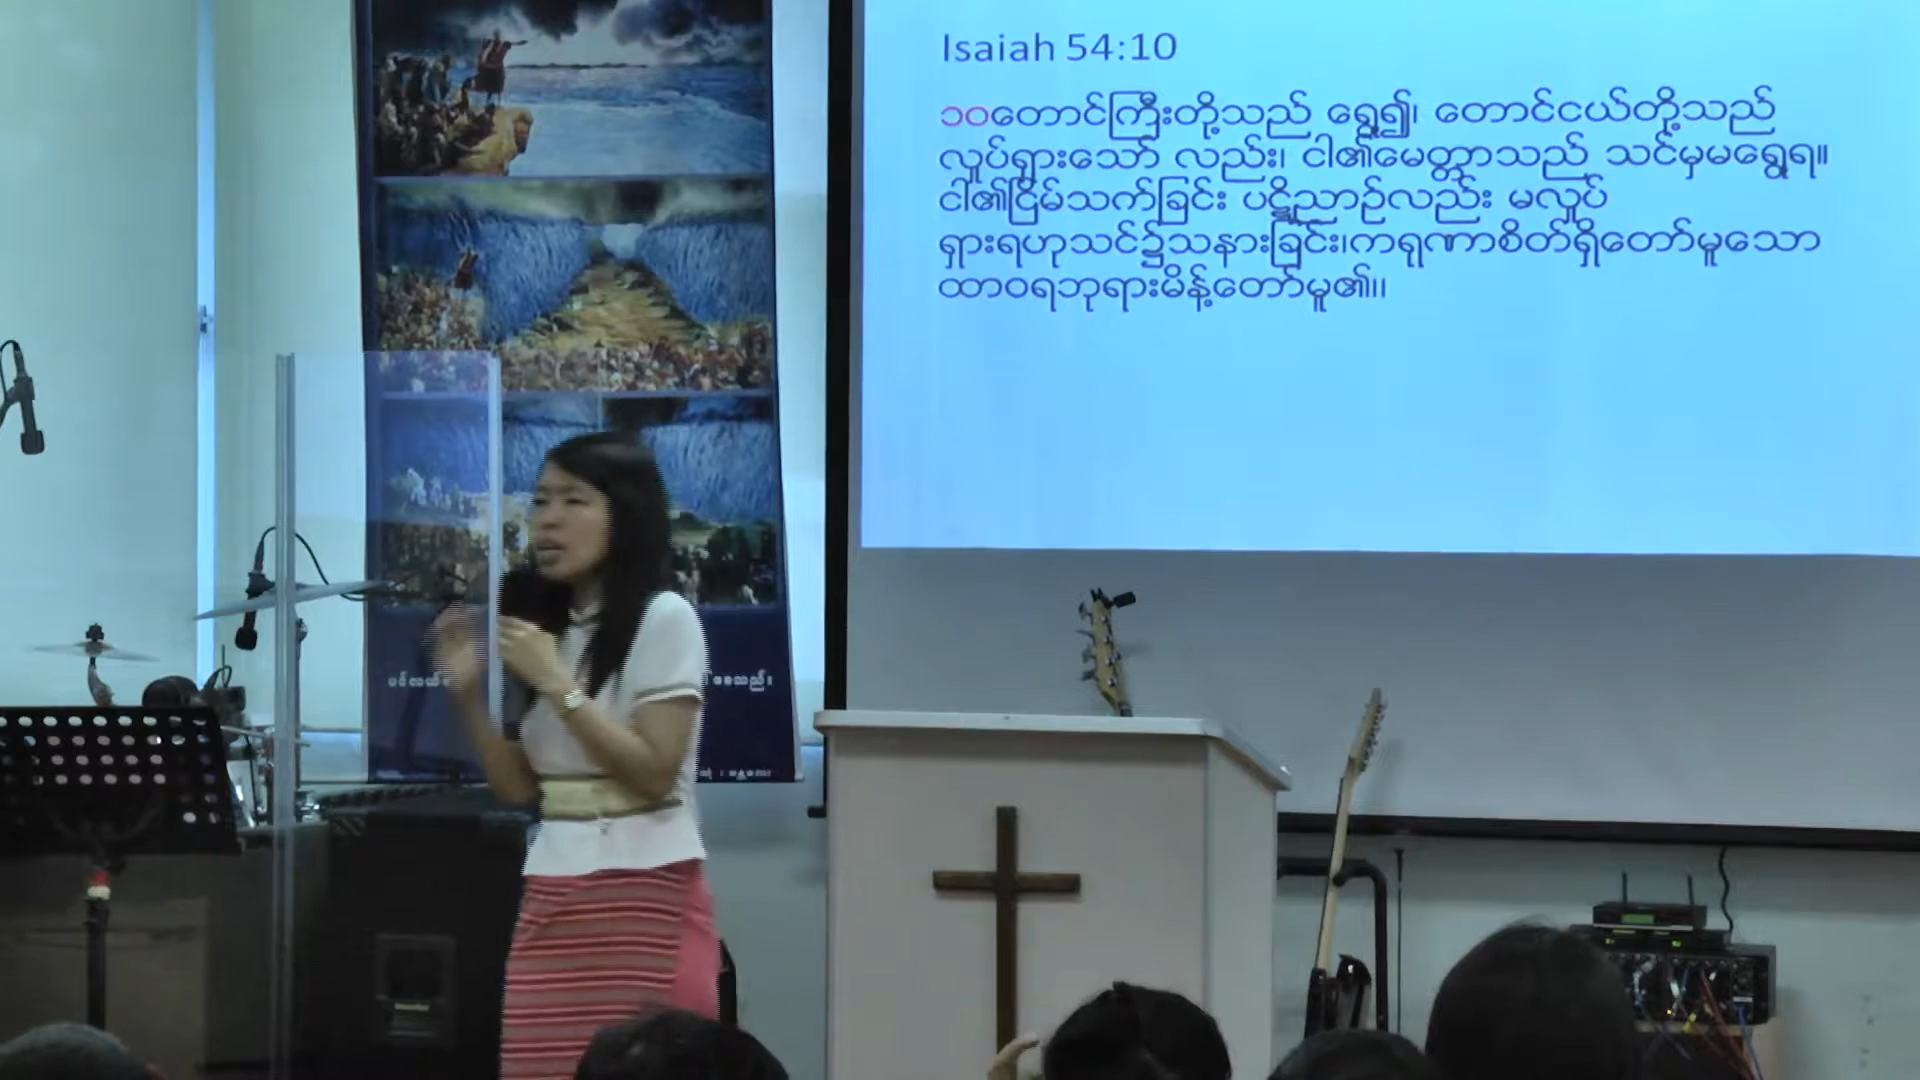 Isaiah 54:10
၁၀တောင်ကြီးတို့သည် ရွေ့၍၊ တောင်ငယ်တို့သည်
လှုပ်ရှားသော် လည်း၊ ငါ၏မေတ္တာသည် သင်မှမရွေ့ရ။
ငါ၏ငြိမ်သက်ခြင်း ပဋိညာဉ်လည်း မလှုပ်
ရှားရဟုသင်၌သနားခြင်း၊ကရုဏာစိတ်ရှိတော်မူသော
ထာဝရဘုရားမိန့်တော်မူ၏၊၊